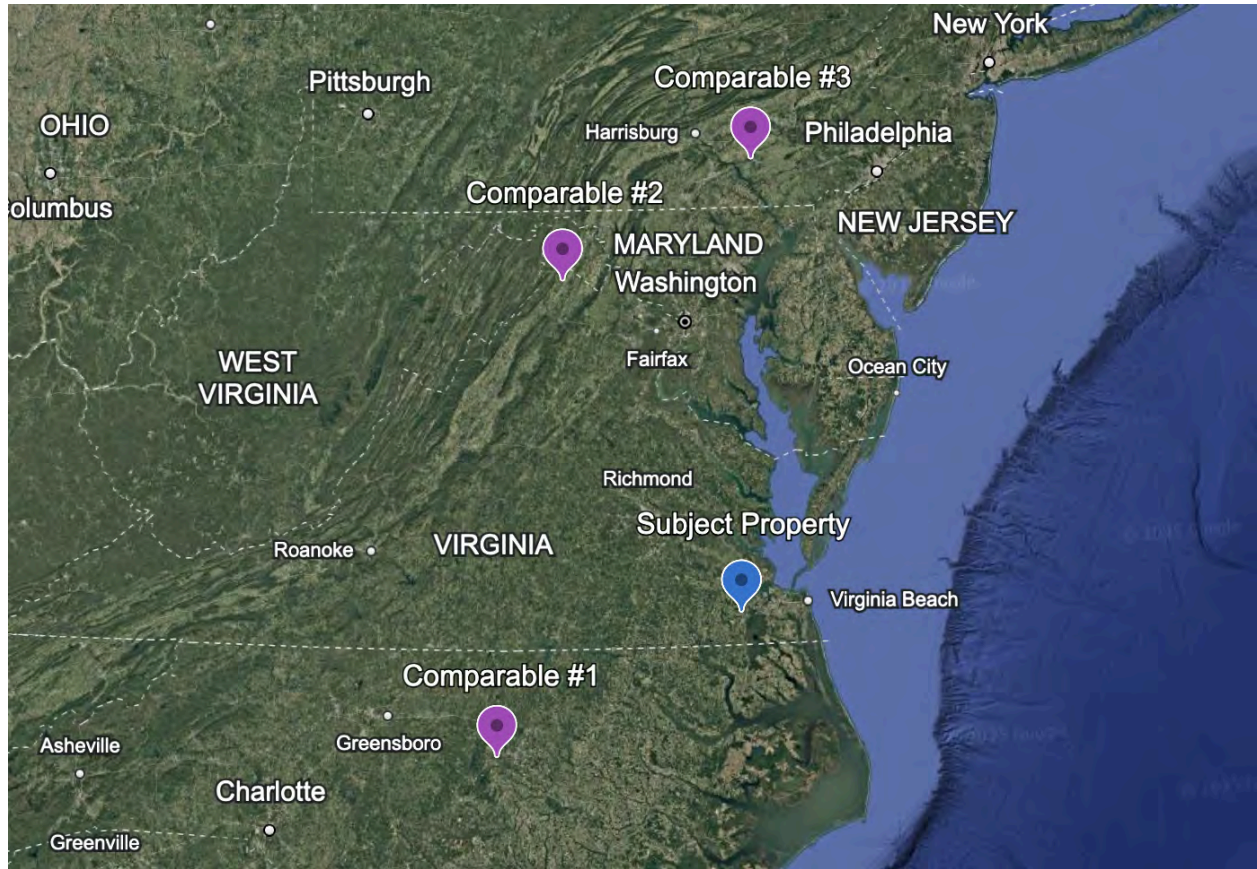 New York
Comparable #3
Pittsburgh
OHIO
Harrisburg
Philadelphia
Columbus
Comparable #2
NEW JERSEY
MARYLAND
Washington
Fairfax
WEST
VIRGINIA
Ocean City
Richmond
Subject Property
Roanoke
VIRGINIA
Virginia Beach
Comparable #1
Greensboro
Asheville
Charlotte
Greenville